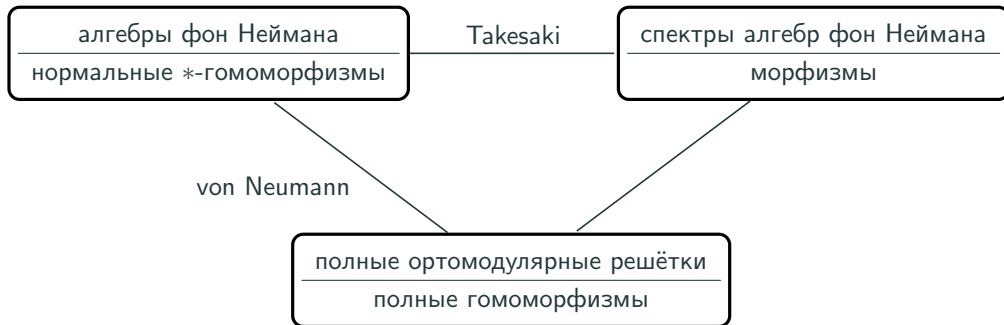 алгебры фон Неймана
нормальные *-гомоморфизмы
Takesaki
спектры алгебр фон Неймана
морфизмы
von Neumann
полные ортомодулярные решётки
полные гомоморфизмы